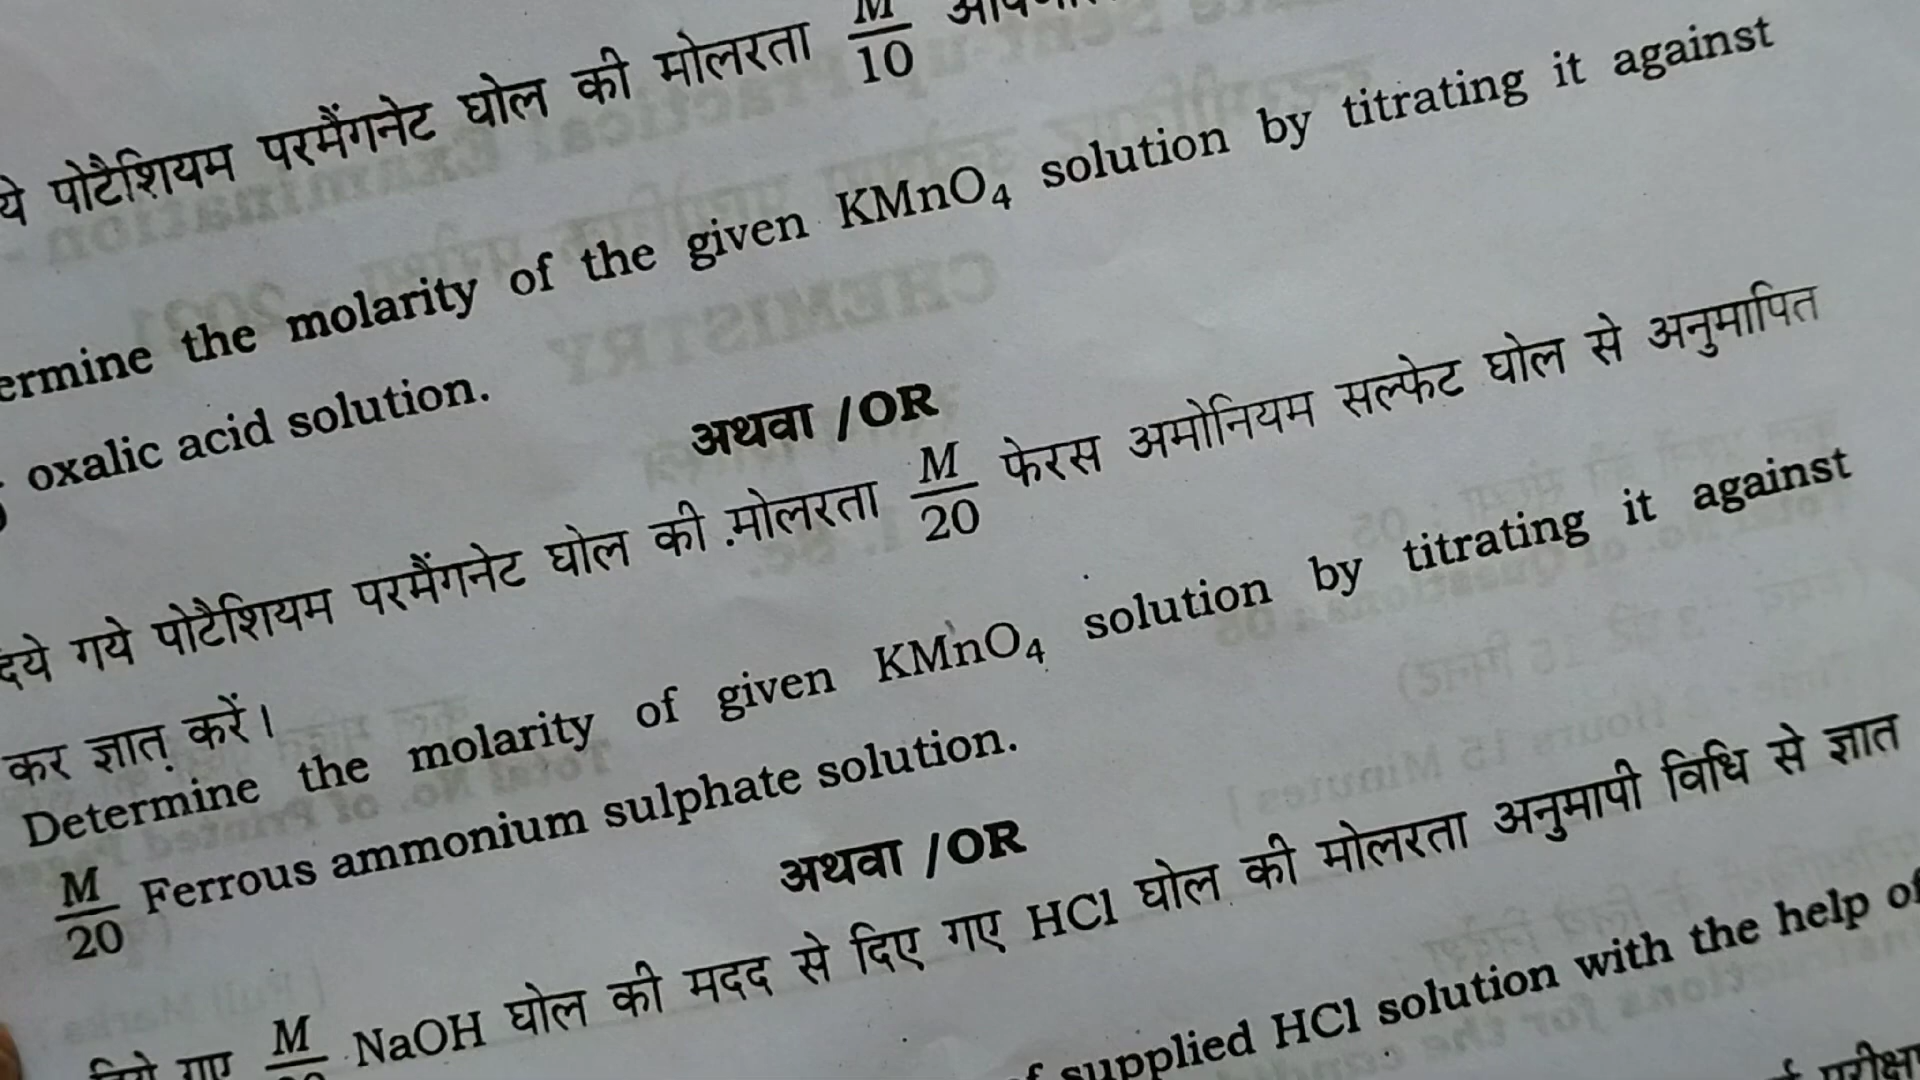 ये पोटैशियम परमैंगनेट घोल की मोलरता M/10
ermine the molarity of the given KMnO₄ solution by titrating it against
oxalic acid solution.
अथवा /OR
दिये गये पोटैशियम परमैंगनेट घोल की मोलरता M/20 फेरस अमोनियम सल्फेट घोल से अनुमापित
कर ज्ञात करें।
Determine the molarity of given KMnO₄ solution by titrating it against
M/20 Ferrous ammonium sulphate solution.
अथवा /OR
गए M NaOH घोल की मदद से दिए गए HCl घोल की मोलरता अनुमापी विधि से ज्ञात
supplied HCl solution with the help of